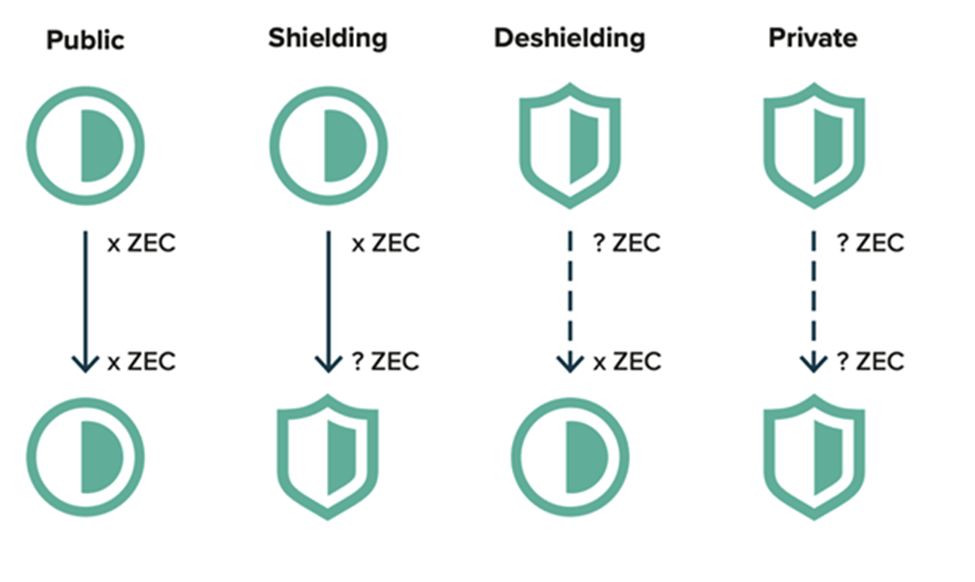 Public Shielding Deshielding Private
x ZEC x ZEC ? ZEC ? ZEC
x ZEC ? ZEC x ZEC ? ZEC